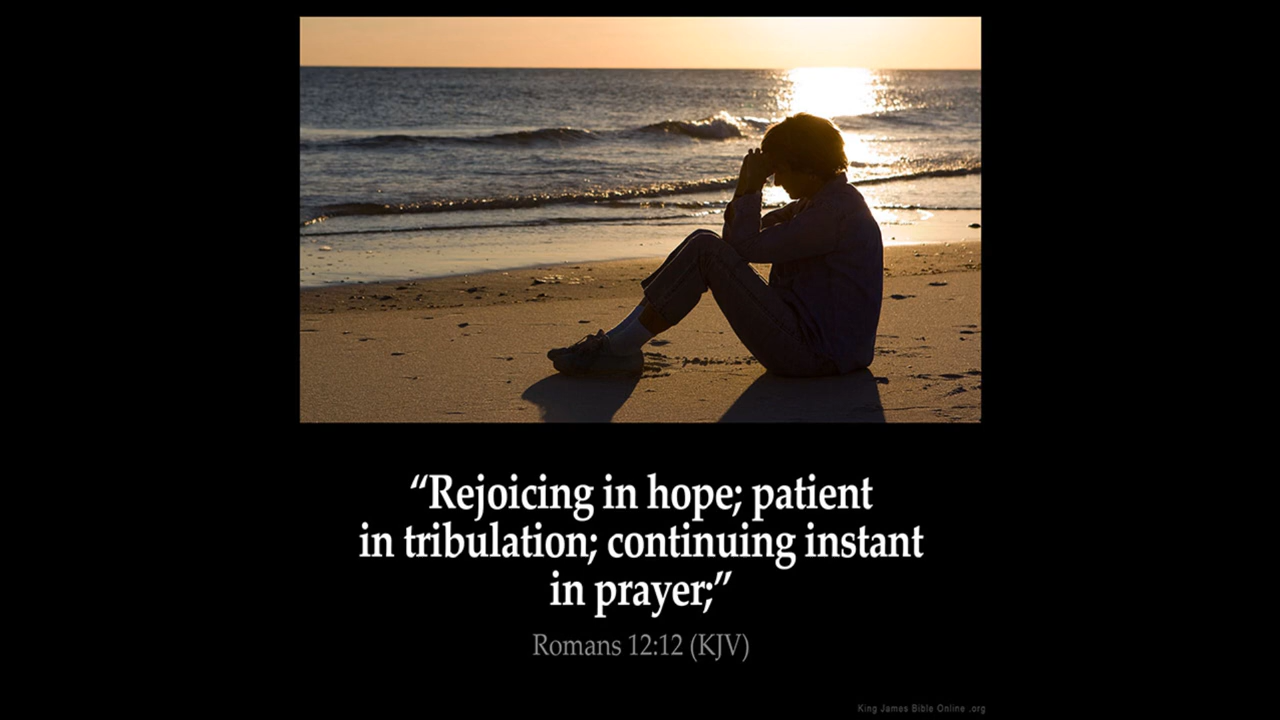 “Rejoicing in hope; patient
in tribulation; continuing instant
in prayer;”
Romans 12:12 (KJV)
King James Bible Online .org